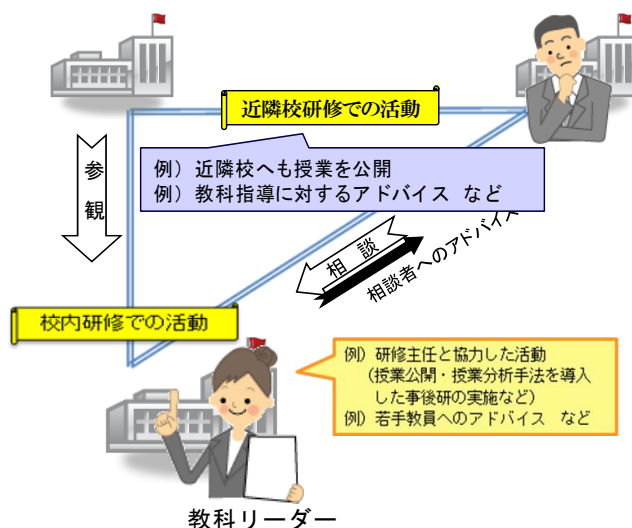 近隣校研修での活動
例）近隣校へも授業を公開
例）教科指導に対するアドバイス など
参観
相談
相談者へのアドバイス
校内研修での活動
例）研修主任と協力した活動
（授業公開・授業分析手法を導入
した事後研の実施など）
例）若手教員へのアドバイス など
教科リーダー